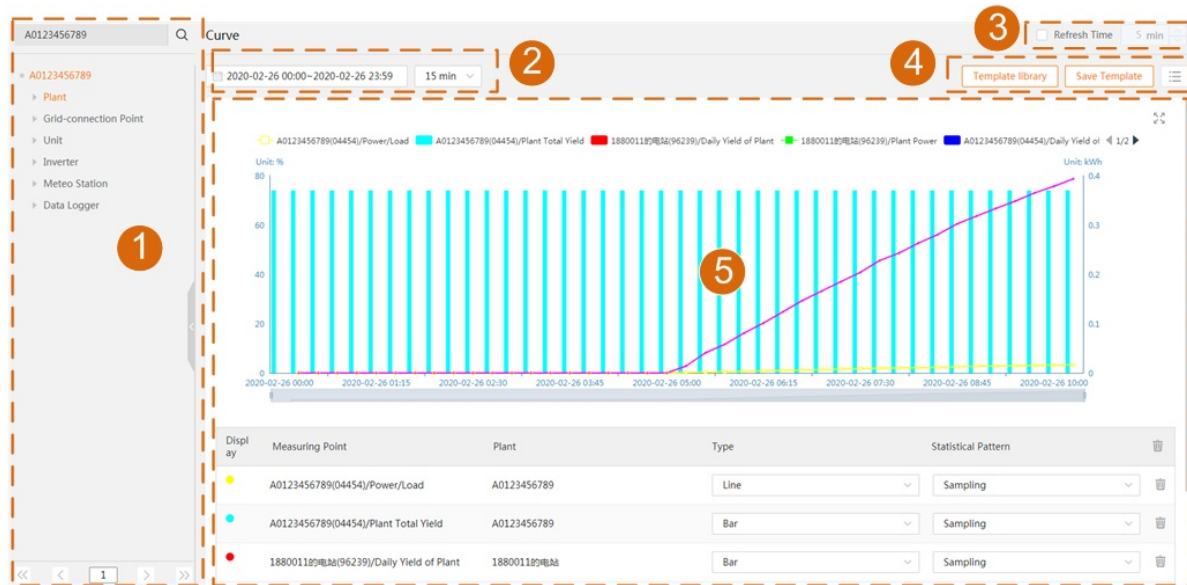 A0123456789
Curve
Refresh Time
5 min
3
2020-02-26 00:00~2020-02-26 23:59
15 min
2
4
Template library
Save Template
A0123456789
Plant
Grid-connection Point
Unit
Inverter
Meteo Station
Data Logger
1
A0123456789(04454)/Power/Load
A0123456789(04454)/Plant Total Yield
1880011的电站(96239)/Daily Yield of Plant
1880011的电站(96239)/Plant Power
A0123456789(04454)/Daily Yield of
1/2
Unit: %
Unit: kWh
80
60
40
20
0
0.4
0.3
0.2
0.1
0
5
2020-02-26 00:00
2020-02-26 01:15
2020-02-26 02:30
2020-02-26 03:45
2020-02-26 05:00
2020-02-26 06:15
2020-02-26 07:30
2020-02-26 08:45
2020-02-26 10:00
Displ
ay
Measuring Point
Plant
Type
Statistical Pattern
A0123456789(04454)/Power/Load
A0123456789
Line
Sampling
A0123456789(04454)/Plant Total Yield
A0123456789
Bar
Sampling
1880011的电站(96239)/Daily Yield of Plant
1880011的电站
Bar
Sampling
1